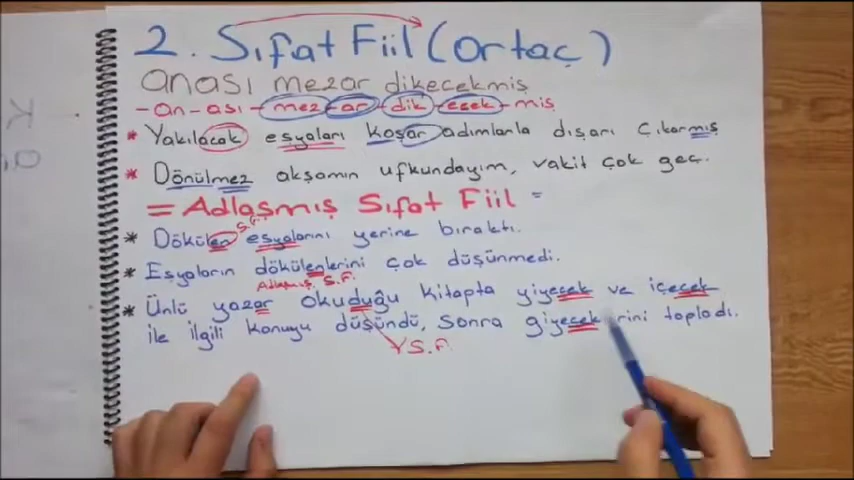 2. Sıfat Fiil (Ortaç)
anası mezar dikecekmiş
-an-ası-mez-ar-dik-ecek-miş
* Yakılacak eşyaları koşar adımlarla dışarı çıkarmış
* Dönülmez akşamın ufkundayım, vakit çok geç.
= Adlaşmış Sıfat Fiil =
S.F.
* Dökülen eşyalarını yerine bıraktı.
* Eşyaların dökülenlerini çok düşünmedi.
Adlaşmış S.F.
* Ünlü yazar okuduğu kitapta yiyecek ve içecek
ile ilgili konuyu düşündü, sonra giyecek rini topladı.
S.F.